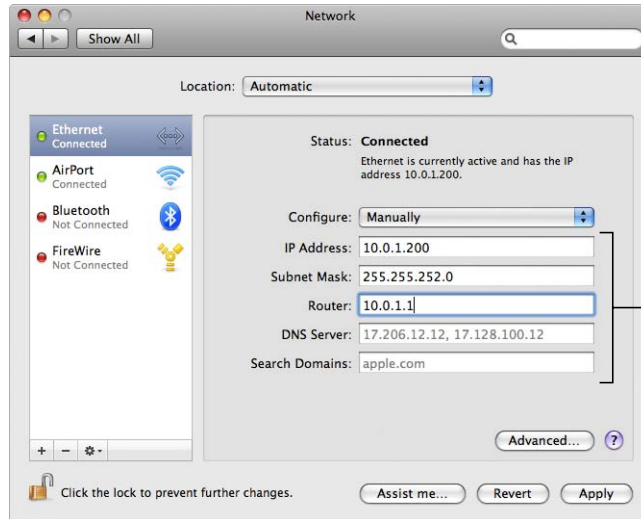 Network
Show All
Location: Automatic
Ethernet
Connected
AirPort
Connected
Bluetooth
Not Connected
FireWire
Not Connected
Status: Connected
Ethernet is currently active and has the IP
address 10.0.1.200.
Configure: Manually
IP Address: 10.0.1.200
Subnet Mask: 255.255.252.0
Router: 10.0.1.1
DNS Server: 17.206.12.12, 17.128.100.12
Search Domains: apple.com
Advanced... ?
Click the lock to prevent further changes.
Assist me... Revert Apply